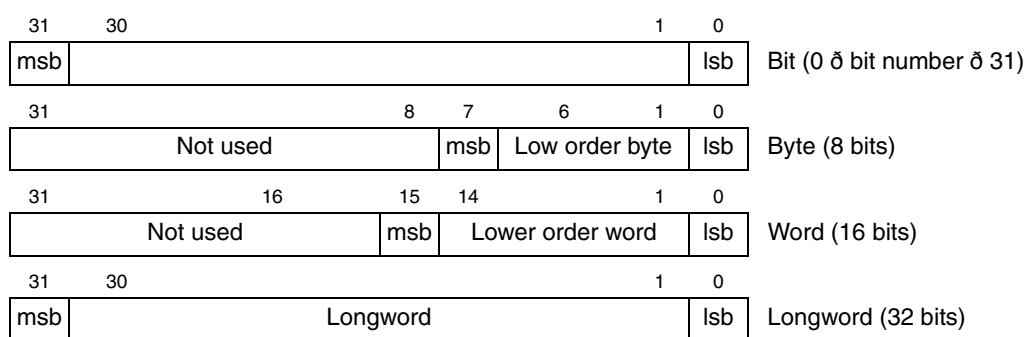 31 30 1 0
msb lsb Bit (0 ð bit number ð 31)
31 8 7 6 1 0
Not used msb Low order byte lsb Byte (8 bits)
31 16 15 14 1 0
Not used msb Lower order word lsb Word (16 bits)
31 30 1 0
msb Longword lsb Longword (32 bits)